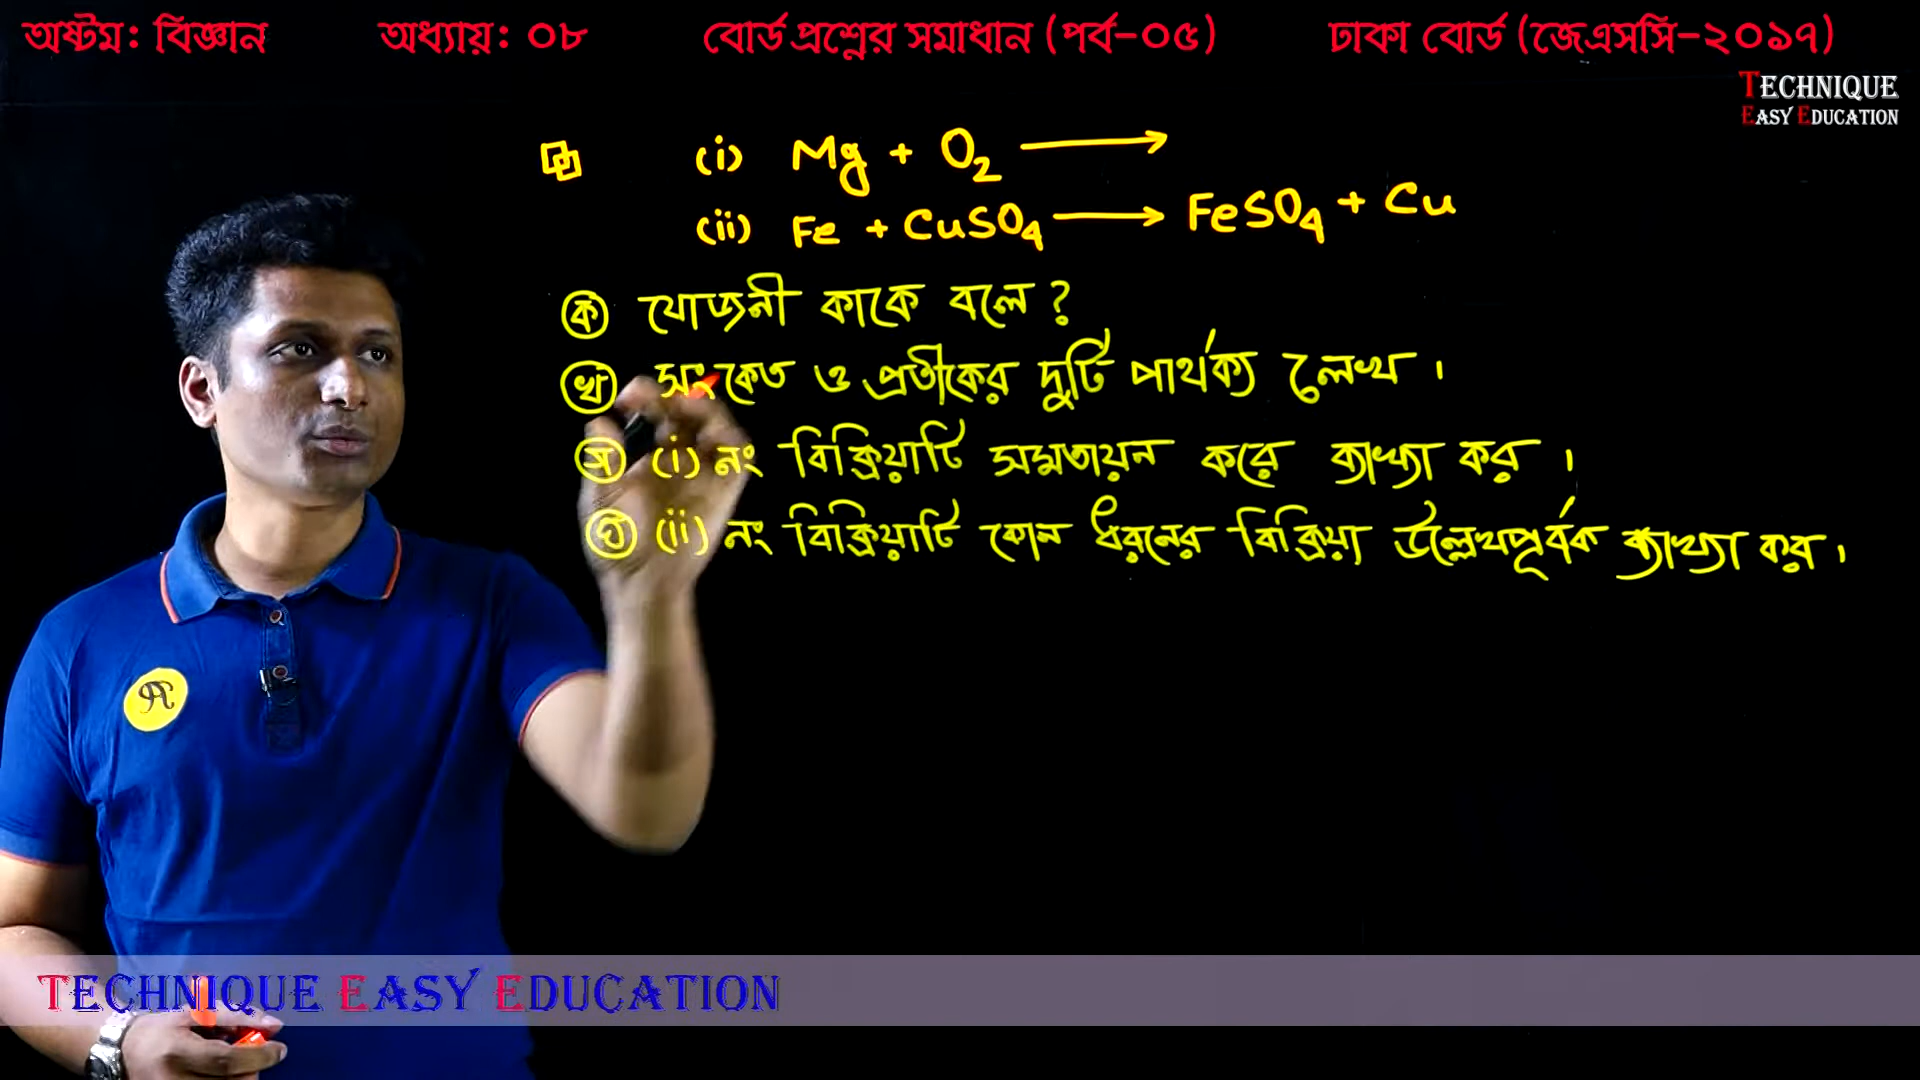 অষ্টম: বিজ্ঞান অধ্যায়: ০৮ বোর্ড প্রশ্নের সমাধান (পর্ব-০৫) ঢাকা বোর্ড (জেএসসি-২০১৭)
TECHNIQUE
EASY EDUCATION
(i) Mg + O₂ ⟶
(ii) Fe + CuSO₄ ⟶ FeSO₄ + Cu
ক যোজনী কাকে বলে?
খ সংকেত ও প্রতীকের দুটি পার্থক্য লেখ।
গ (i) নং বিক্রিয়াটি সমতায়ন করে ব্যাখ্যা কর।
ঘ (ii) নং বিক্রিয়াটি কোন ধরনের বিক্রিয়া উল্লেখপূর্বক ব্যাখ্যা কর।
TECHNIQUE EASY EDUCATION